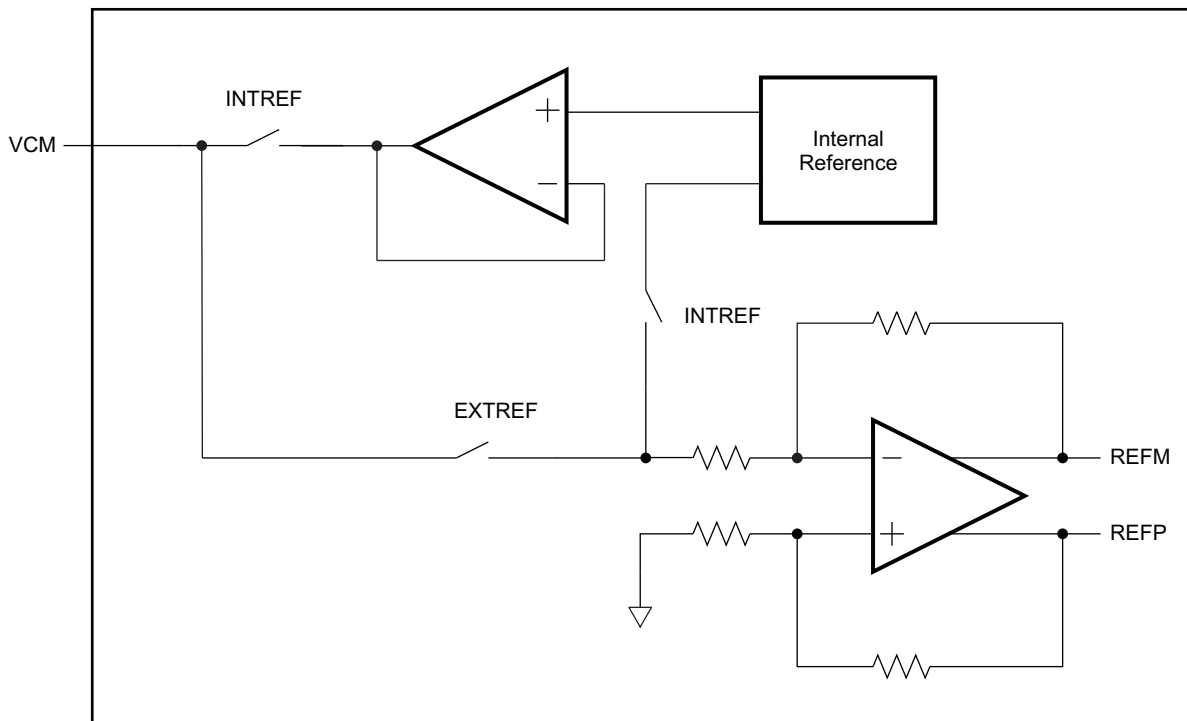 INTREF
VCM
+
−
Internal
Reference
INTREF
EXTREF
−
REFM
+
REFP